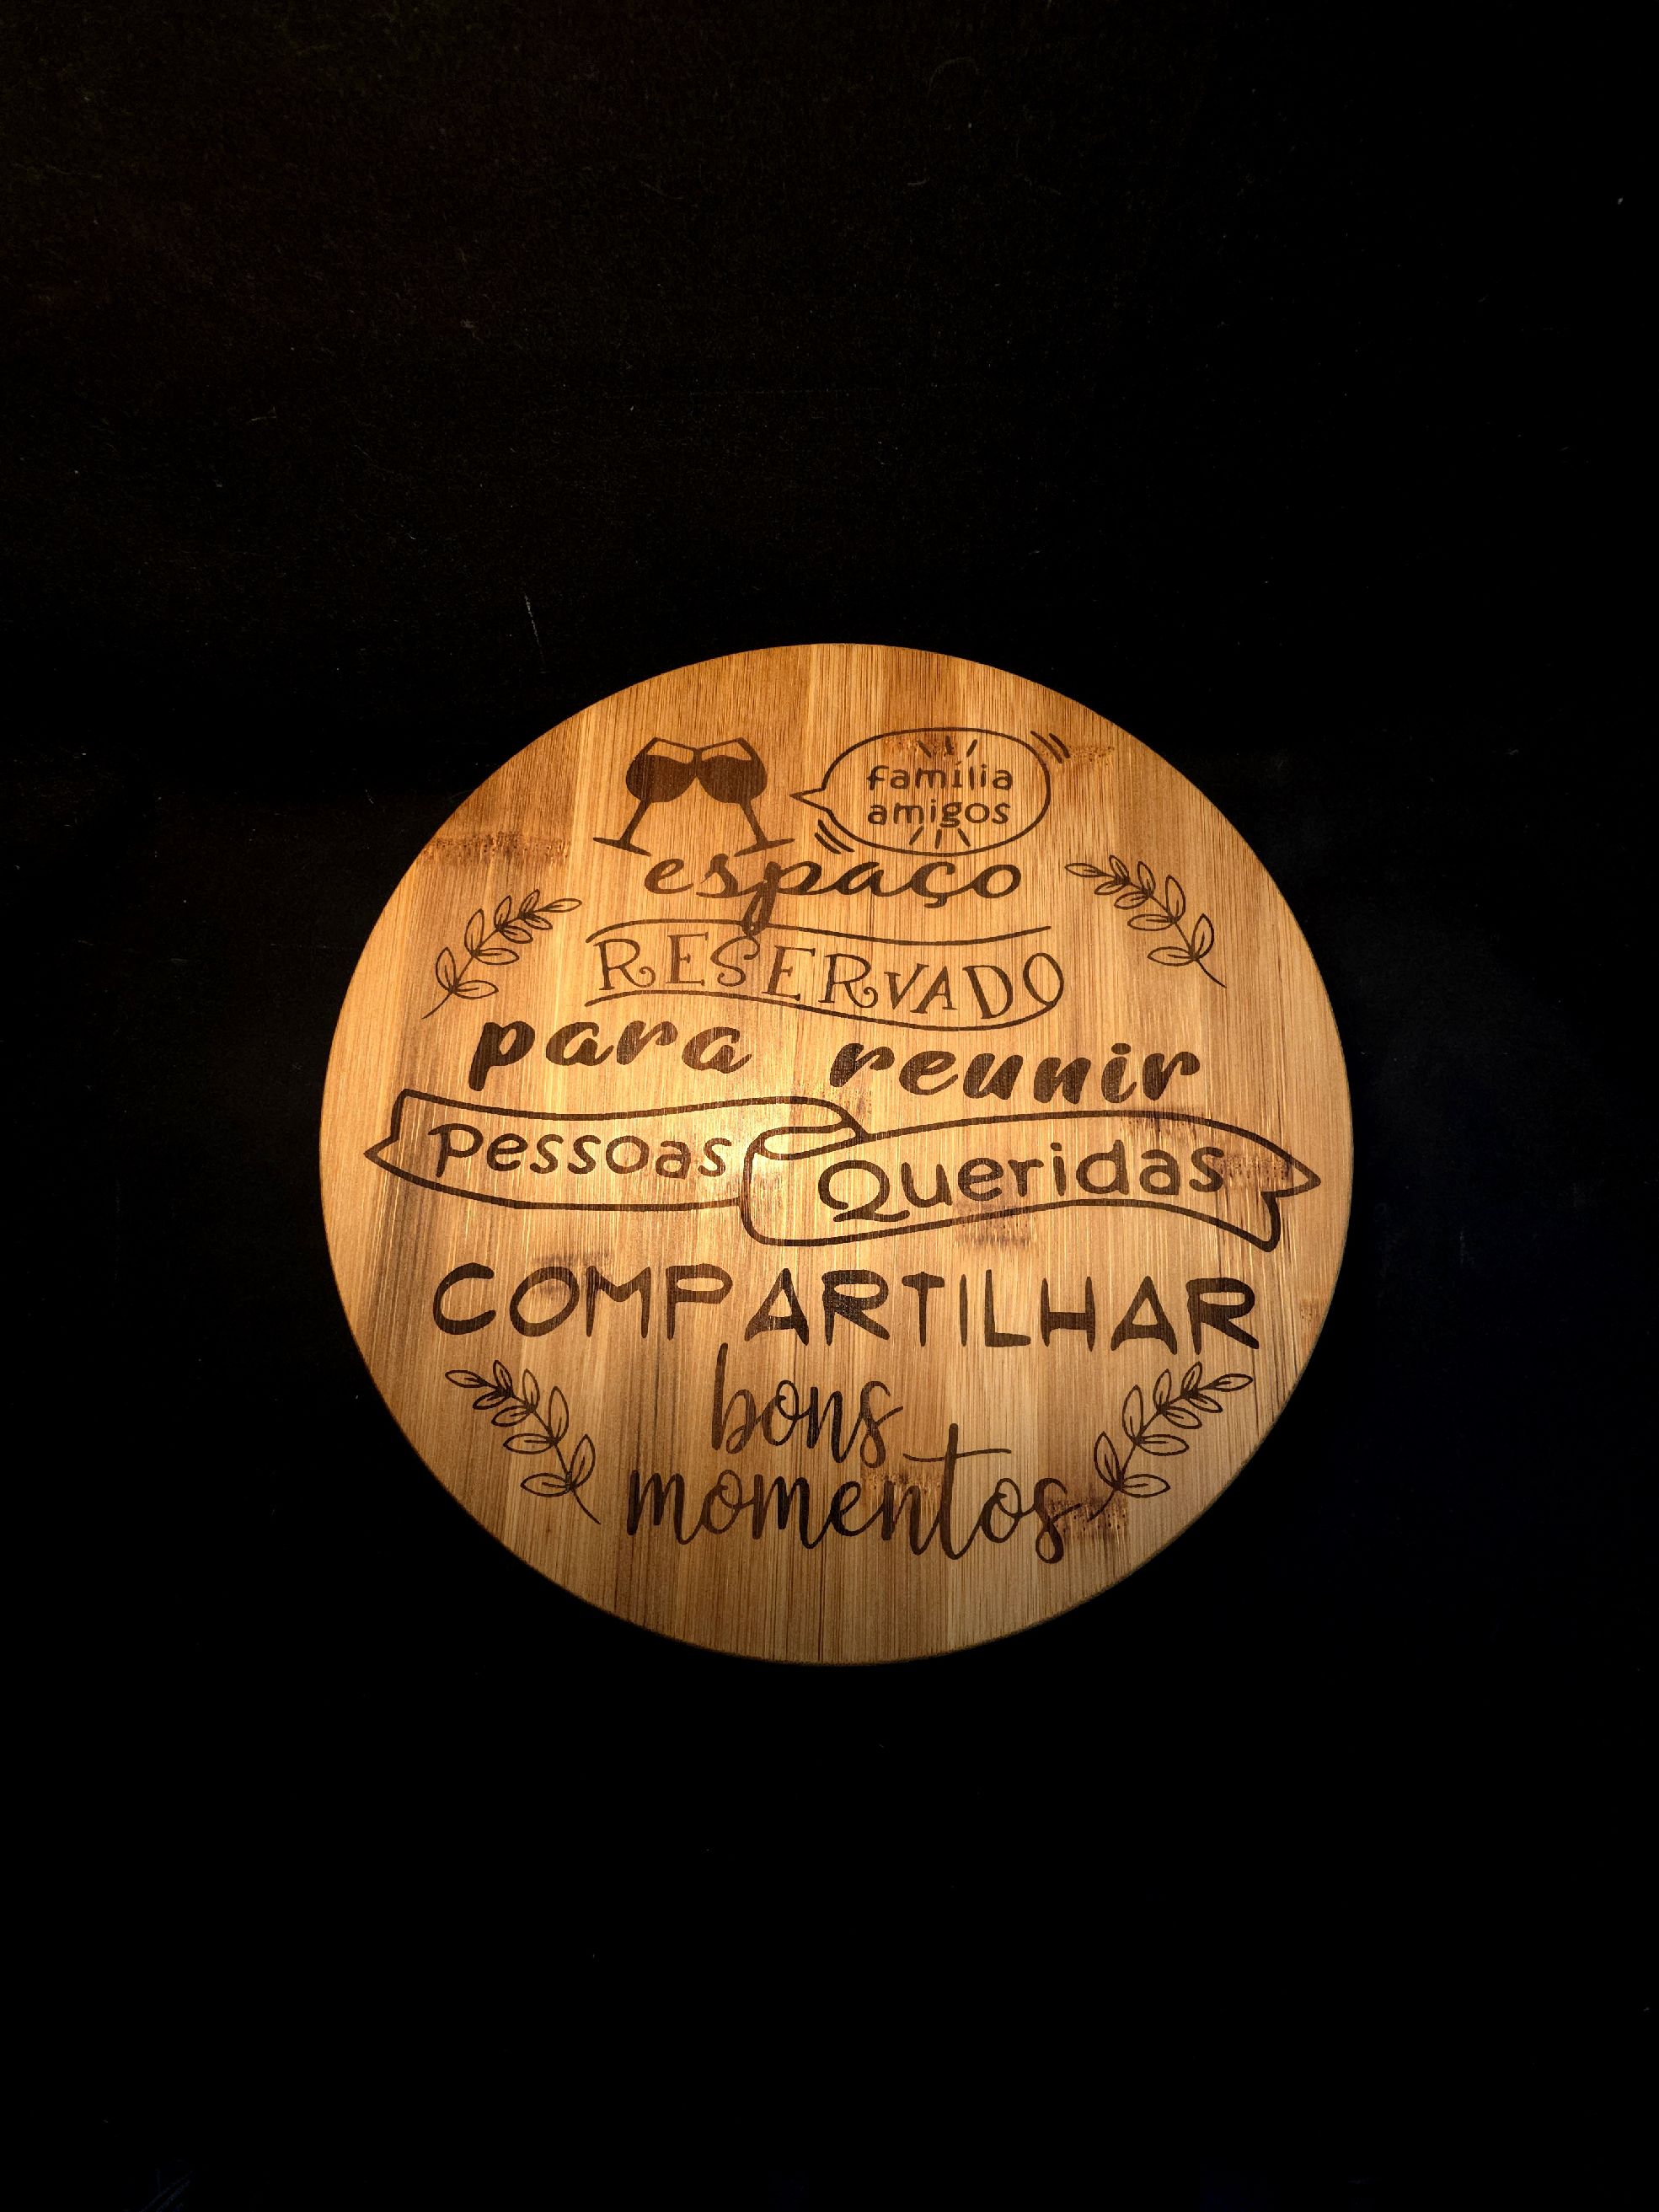 família
amigos
espaço
RESERVADO
para reunir
Pessoas Queridas
COMPARTILHAR
bons
momentos